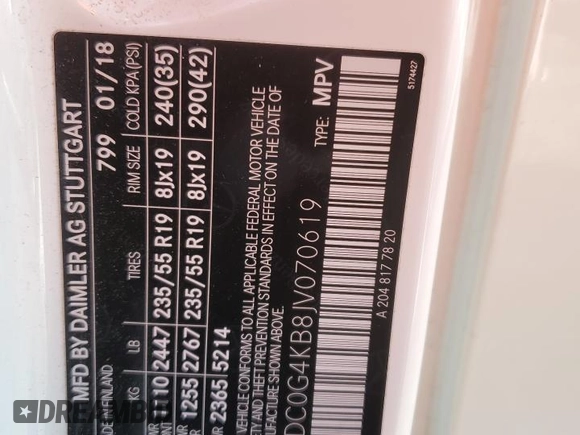 MFD BY DAIMLER AG STUTTGART
MADE IN FINLAND 799 01/18
KG LB TIRES RIM SIZE COLD KPA(PSI)
1110 2447 235/55 R19 8Jx19 240(35)
1255 2767 235/55 R19 8Jx19 290(42)
2365 5214
VEHICLE CONFORMS TO ALL APPLICABLE FEDERAL MOTOR VEHICLE
THEFT PREVENTION STANDARDS IN EFFECT ON THE DATE OF
MANUFACTURE SHOWN ABOVE.
DC0G4KB8JV070619 TYPE: MPV
A 204 817 78 20
5174427
DREAMBID